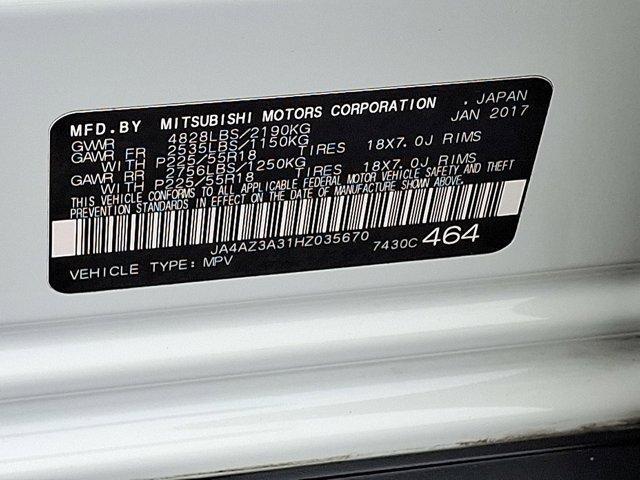 MFD.BY MITSUBISHI MOTORS CORPORATION , JAPAN
GVWR 4828LBS/2190KG JAN 2017
GAWR FR 2535LBS/1150KG
WITH P225/55R18 TIRES 18X7.0J RIMS
GAWR RR 2756LBS/1250KG
WITH P225/55R18 TIRES 18X7.0J RIMS
THIS VEHICLE CONFORMS TO ALL APPLICABLE FEDERAL MOTOR VEHICLE SAFETY AND THEFT
PREVENTION STANDARDS IN EFFECT ON THE DATE OF MANUFACTURE SHOWN ABOVE.
JA4AZ3A31HZ035670 7430C 464
VEHICLE TYPE:MPV